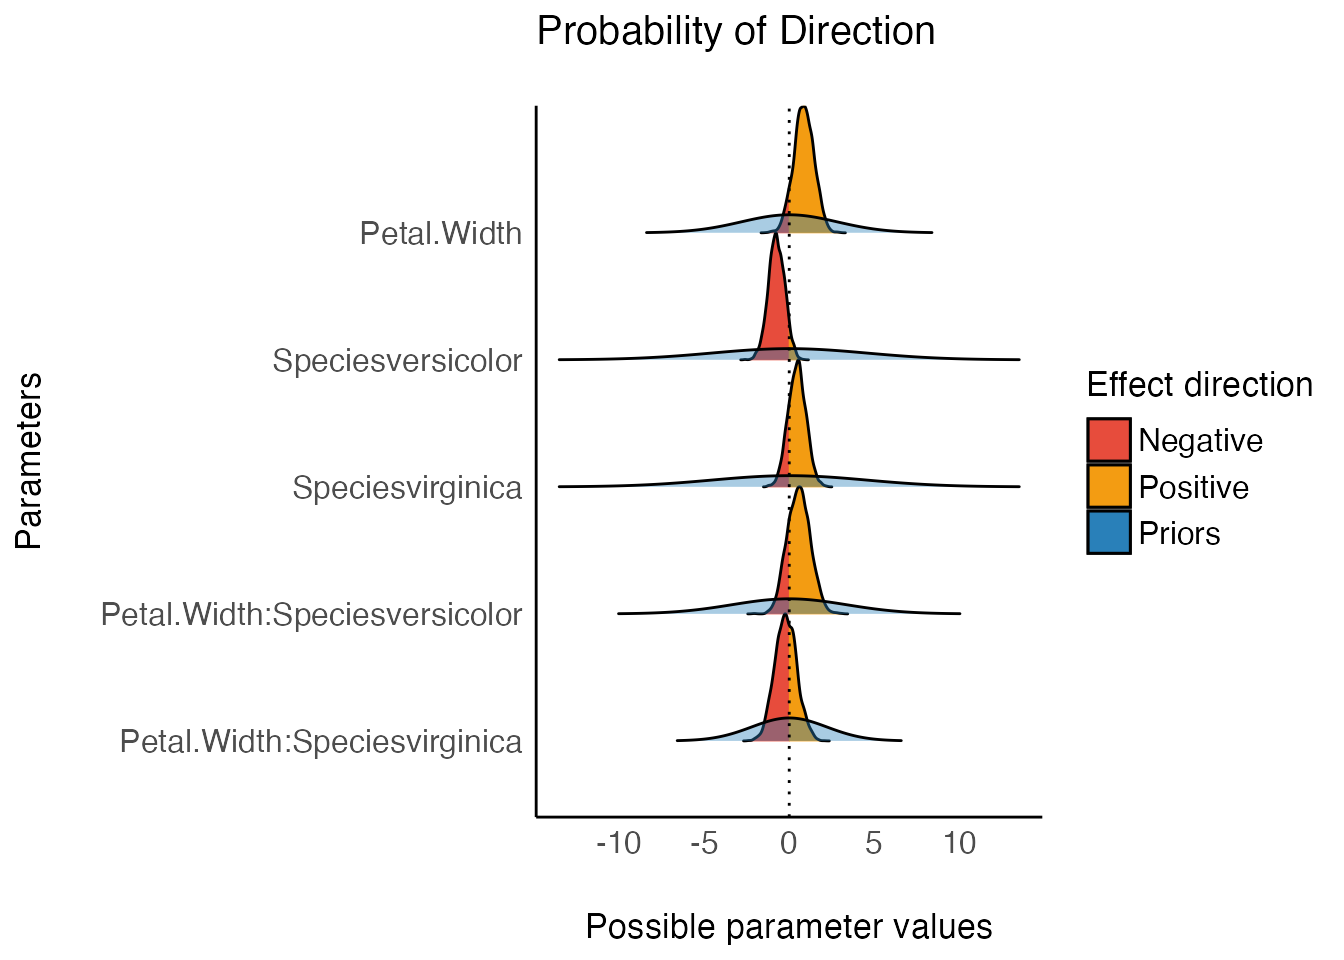 Probability of Direction
Parameters
Petal.Width
Speciesversicolor
Speciesvirginica
Petal.Width:Speciesversicolor
Petal.Width:Speciesvirginica
-10 -5 0 5 10
Possible parameter values
Effect direction
Negative
Positive
Priors